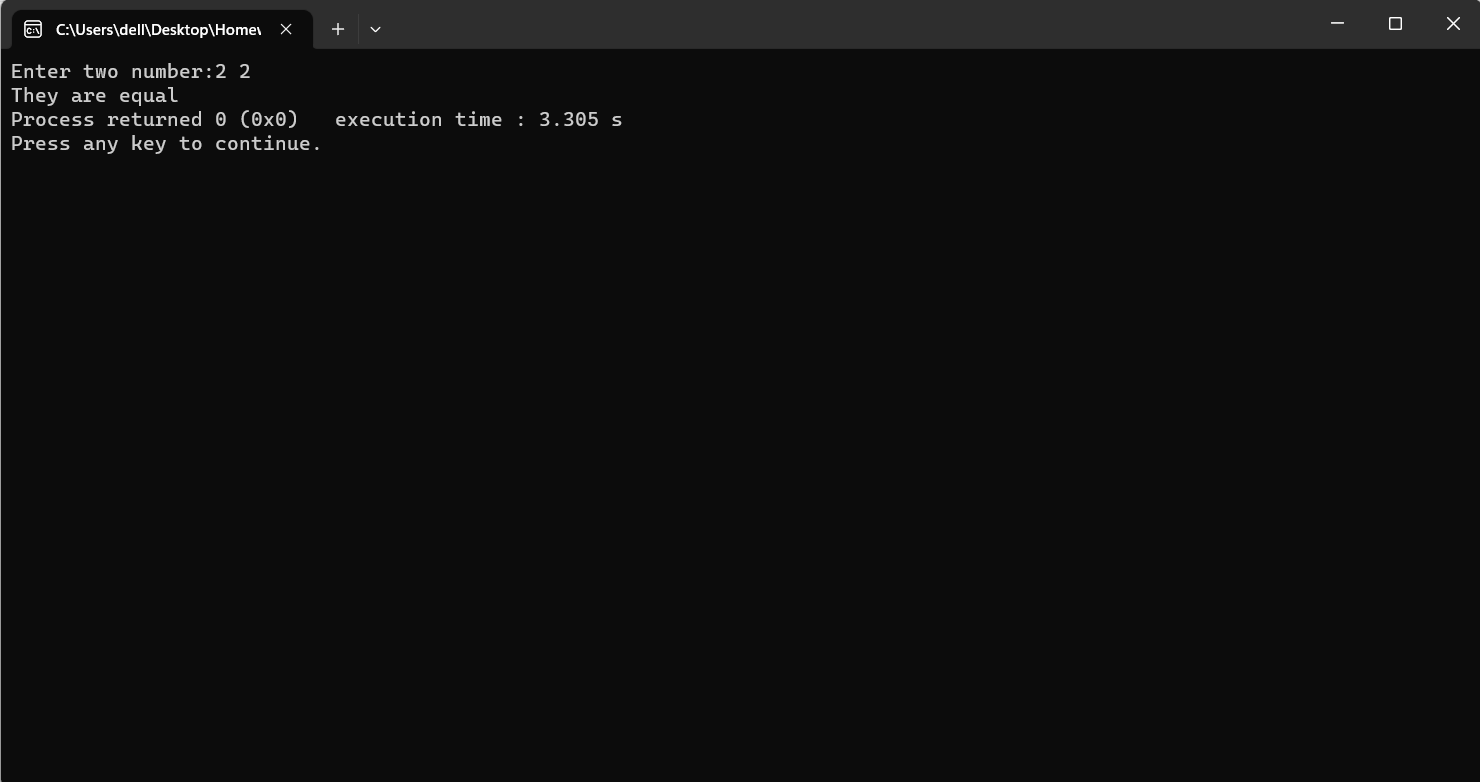 C:\Users\dell\Desktop\Home
Enter two number:2 2
They are equal
Process returned 0 (0x0)   execution time : 3.305 s
Press any key to continue.